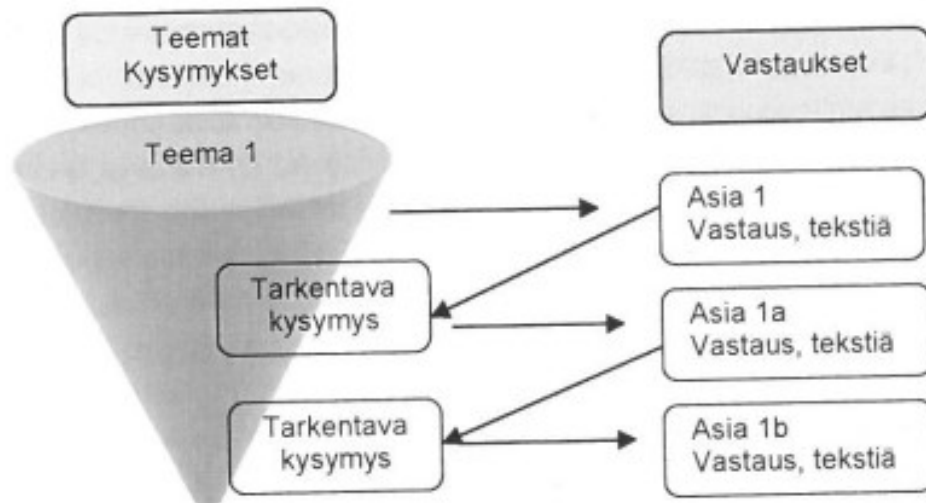 Teemat
Kysymykset
Vastaukset
Teema 1
Asia 1
Vastaus, tekstiä
Tarkentava
kysymys
Asia 1a
Vastaus, tekstiä
Tarkentava
kysymys
Asia 1b
Vastaus, tekstiä